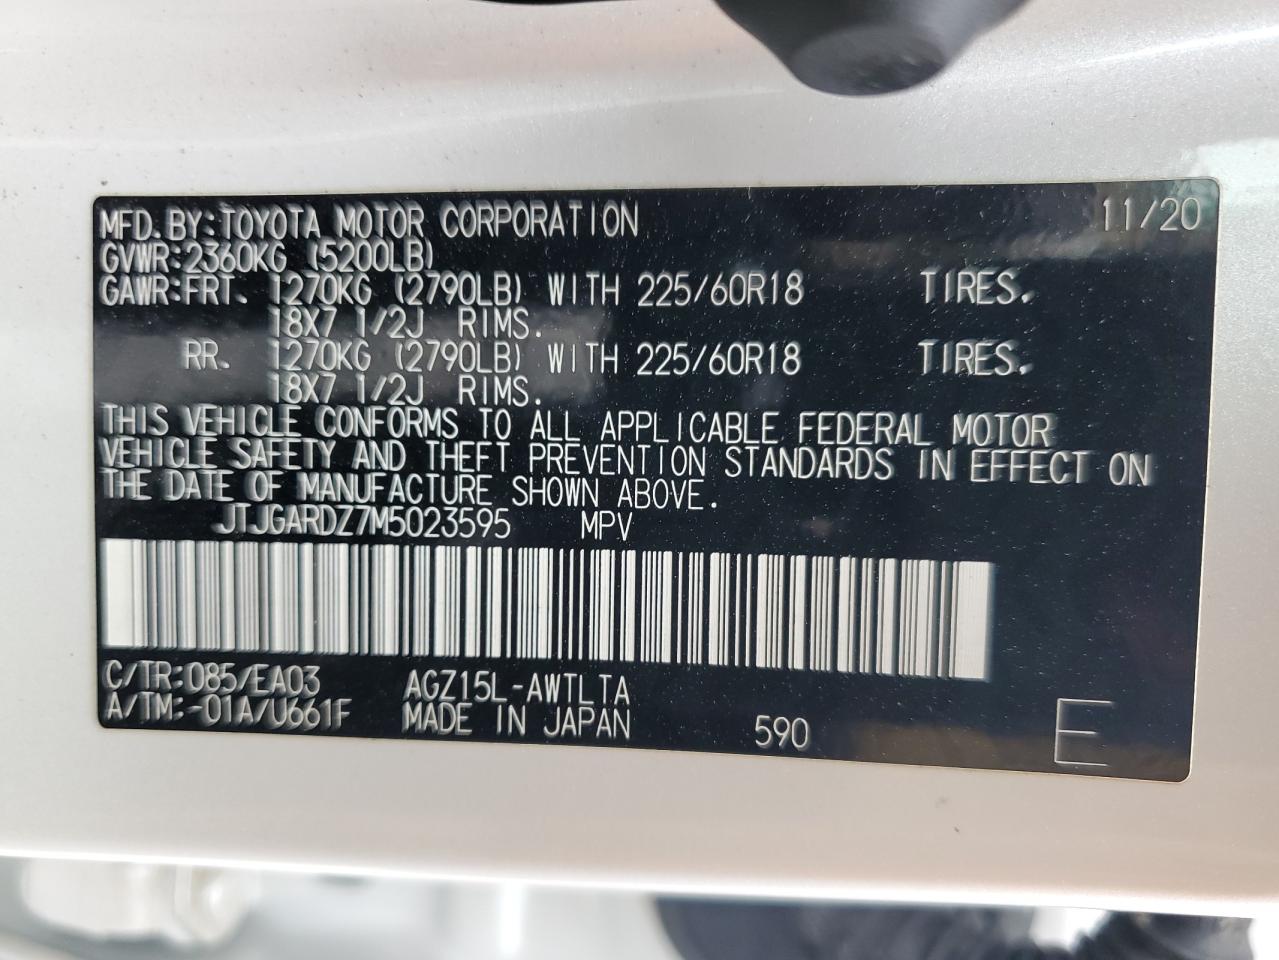 MFD.BY:TOYOTA MOTOR CORPORATION 11/20
GVWR:2360KG (5200LB)
GAWR:FRT. 1270KG (2790LB) WITH 225/60R18 TIRES.
18X7 1/2J RIMS.
RR. 1270KG (2790LB) WITH 225/60R18 TIRES.
18X7 1/2J RIMS.
THIS VEHICLE CONFORMS TO ALL APPLICABLE FEDERAL MOTOR
VEHICLE SAFETY AND THEFT PREVENTION STANDARDS IN EFFECT ON
THE DATE OF MANUFACTURE SHOWN ABOVE.
JTJGARDZ7M5023595 MPV
C/TR:085/EA03 AGZ15L-AWTLTA
A/TM:-01A/U661F MADE IN JAPAN 590 E